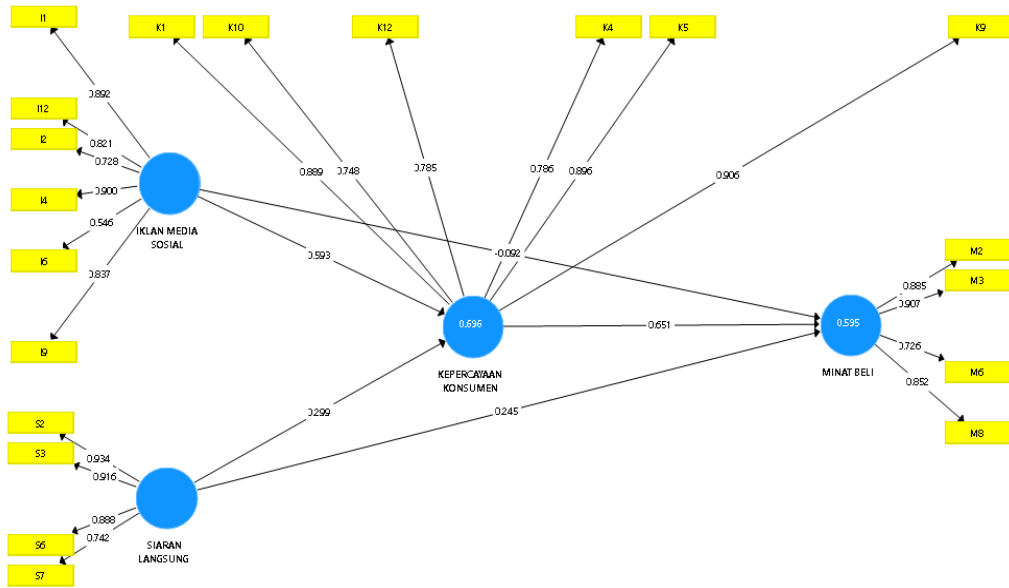 I1
K1
K10
K12
K4
K5
K9
0.892
I12
0.821
I2
0.728
I4
0.900
0.546
I6
0.837
I9
IKLAN MEDIA
SOSIAL
0.889
0.748
0.785
0.786
0.896
0.906
0.593
-0.092
0.696
KEPERCAYAAN
KONSUMEN
0.651
0.595
MINAT BELI
M2
0.885
M3
0.907
0.726
M6
0.852
M8
0.299
0.245
S2
0.934
S3
0.916
0.888
S6
0.742
S7
SIARAN
LANGSUNG